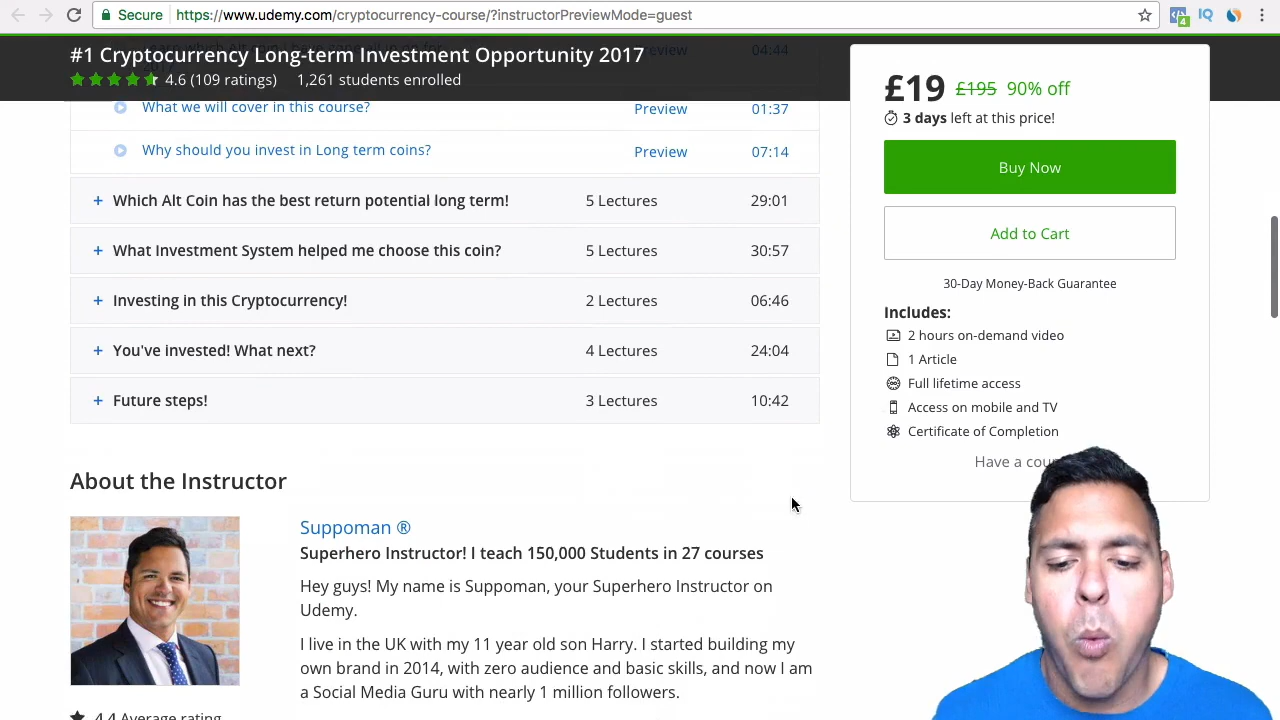 Secure https://www.udemy.com/cryptocurrency-course/?instructorPreviewMode=guest
4
#1 Cryptocurrency Long-term Investment Opportunity 2017
4.6 (109 ratings) 1,261 students enrolled
04:44
What we will cover in this course? Preview 01:37
Why should you invest in Long term coins? Preview 07:14
+ Which Alt Coin has the best return potential long term! 5 Lectures 29:01
+ What Investment System helped me choose this coin? 5 Lectures 30:57
+ Investing in this Cryptocurrency! 2 Lectures 06:46
+ You've invested! What next? 4 Lectures 24:04
+ Future steps! 3 Lectures 10:42
£19 £195 90% off
3 days left at this price!
Buy Now
Add to Cart
30-Day Money-Back Guarantee
Includes:
2 hours on-demand video
1 Article
Full lifetime access
Access on mobile and TV
Certificate of Completion
Have a cou
About the Instructor
Suppoman ®
Superhero Instructor! I teach 150,000 Students in 27 courses
Hey guys! My name is Suppoman, your Superhero Instructor on
Udemy.
I live in the UK with my 11 year old son Harry. I started building my
own brand in 2014, with zero audience and basic skills, and now I am
a Social Media Guru with nearly 1 million followers.
4.4 Average rating